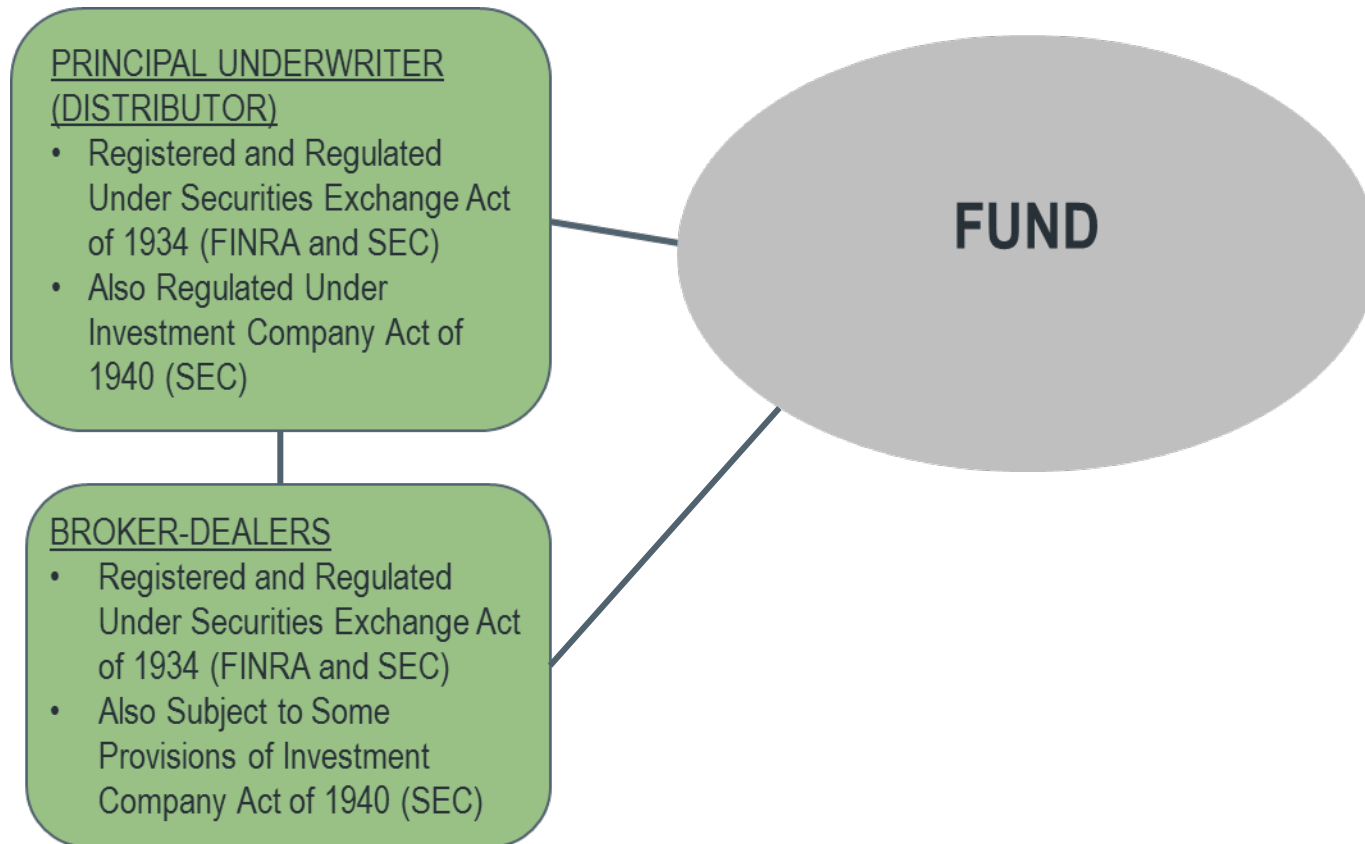 PRINCIPAL UNDERWRITER
(DISTRIBUTOR)
• Registered and Regulated
Under Securities Exchange Act
of 1934 (FINRA and SEC)
• Also Regulated Under
Investment Company Act of
1940 (SEC)
FUND
BROKER-DEALERS
• Registered and Regulated
Under Securities Exchange Act
of 1934 (FINRA and SEC)
• Also Subject to Some
Provisions of Investment
Company Act of 1940 (SEC)